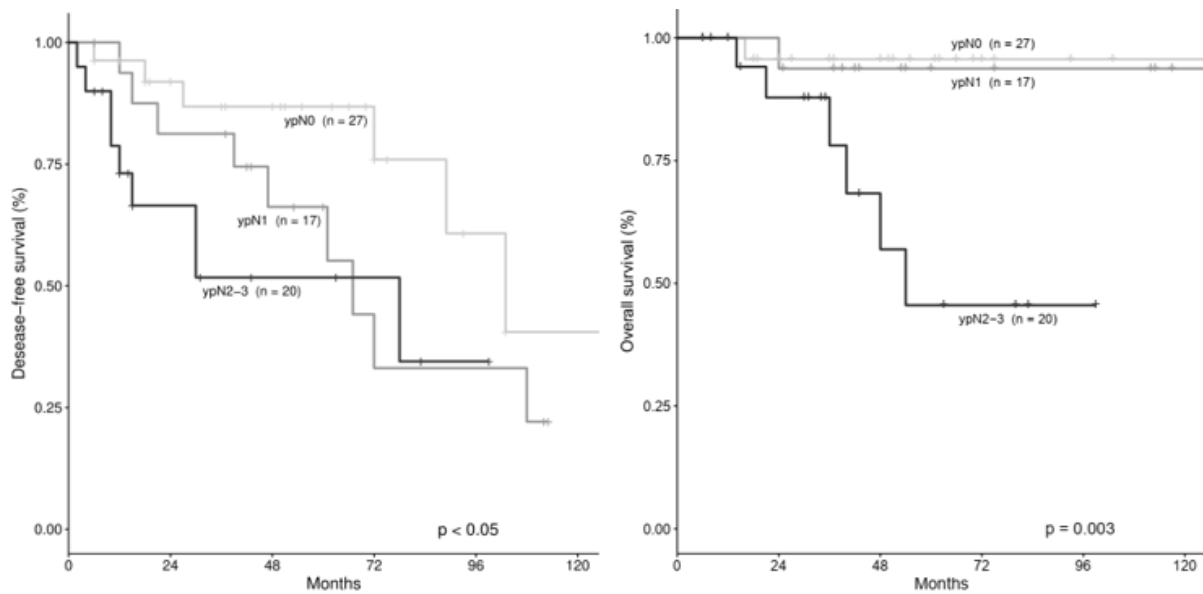 Desease-free survival (%)
1.00
0.75
0.50
0.25
0.00
ypN0 (n = 27)
ypN1 (n = 17)
ypN2-3 (n = 20)
p < 0.05
0 24 48 72 96 120
Months
Overall survival (%)
1.00
0.75
0.50
0.25
0.00
ypN0 (n = 27)
ypN1 (n = 17)
ypN2-3 (n = 20)
p = 0.003
0 24 48 72 96 120
Months